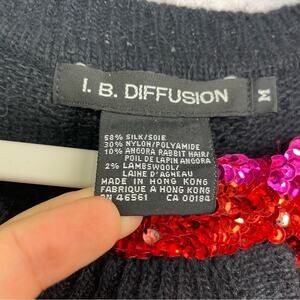 I. B. DIFFUSION
M
58% SILK/SOIE
30% NYLON/POLYAMIDE
10% ANGORA RABBIT HAIR/
POIL DE LAPIN ANGORA
2% LAMBSWOOL/
LAINE D'AGNEAU
MADE IN HONG KONG
FABRIQUE A HONG KONG
RN 46561 CA 00184